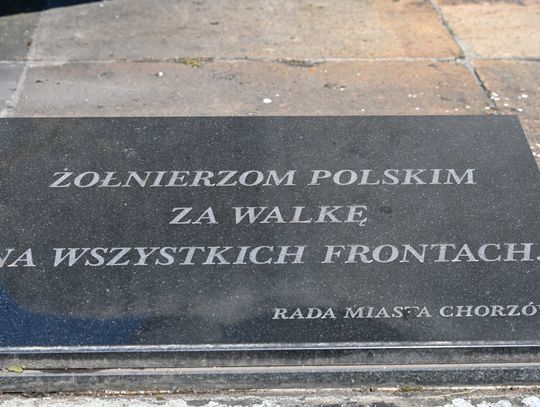 ŻOŁNIERZOM POLSKIM
ZA WALKĘ
NA WSZYSTKICH FRONTACH.
RADA MIASTA CHORZÓ